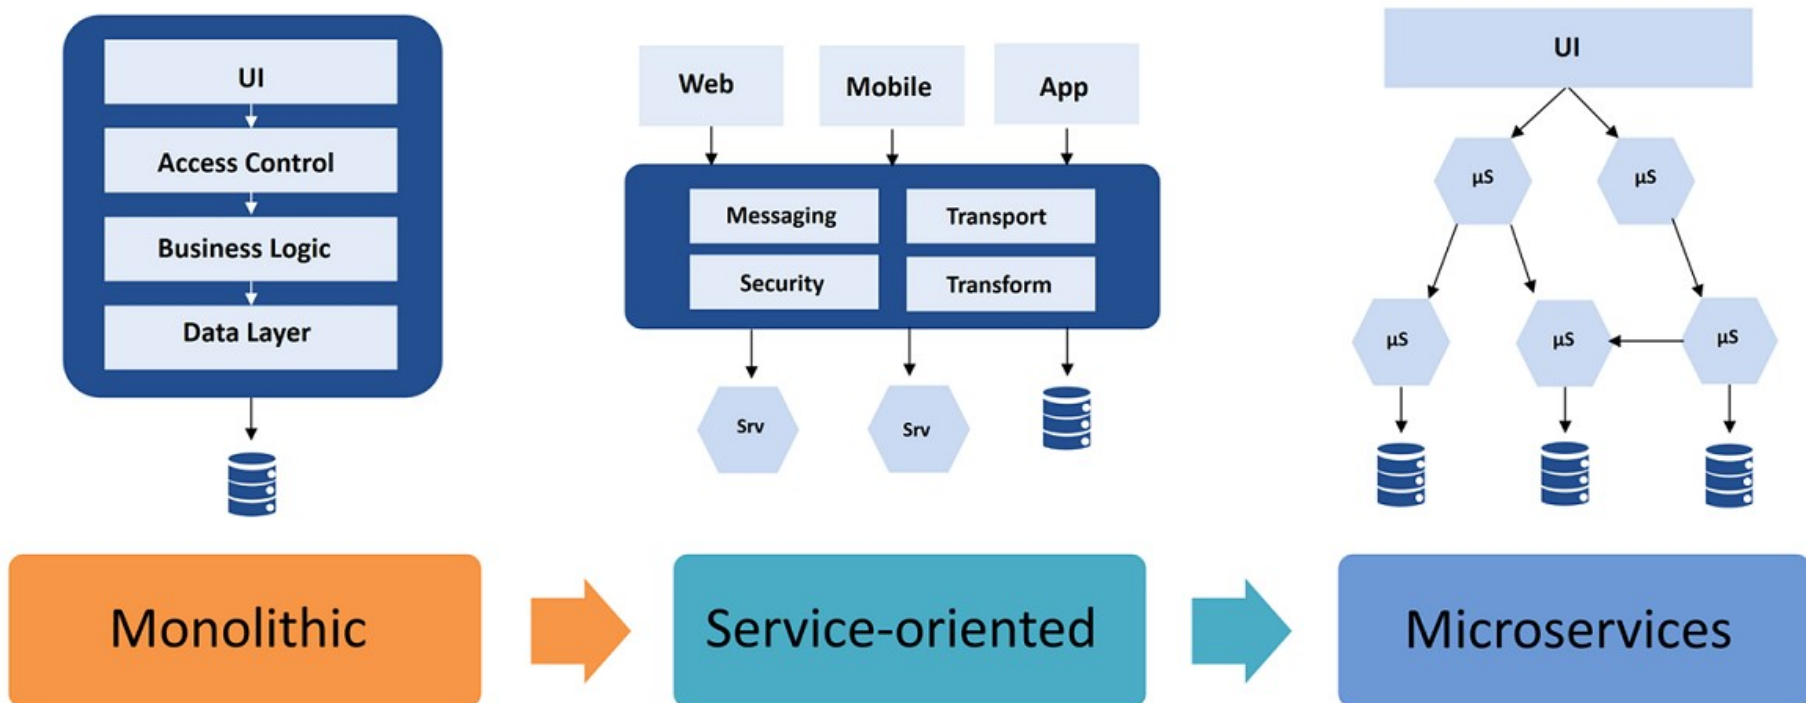 UI
Access Control
Business Logic
Data Layer
Web
Mobile
App
Messaging
Transport
Security
Transform
Srv
Srv
UI
µS
µS
µS
µS
µS
Monolithic
Service-oriented
Microservices